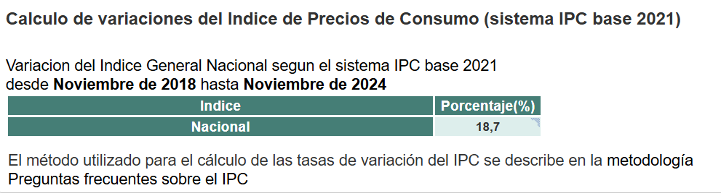 Calculo de variaciones del Indice de Precios de Consumo (sistema IPC base 2021)
Variacion del Indice General Nacional segun el sistema IPC base 2021
desde Noviembre de 2018 hasta Noviembre de 2024
Indice Porcentaje(%)
Nacional 18,7
El método utilizado para el cálculo de las tasas de variación del IPC se describe en la metodología
Preguntas frecuentes sobre el IPC